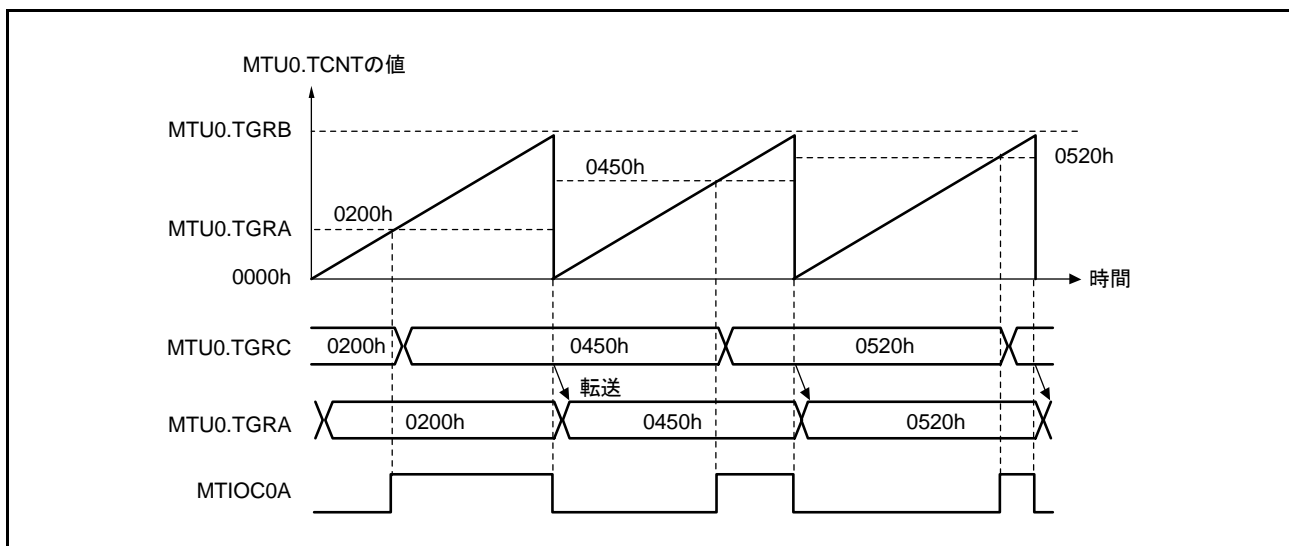 MTU0.TCNTの値
MTU0.TGRB
0520h
0450h
0200h
MTU0.TGRA
0000h
時間
MTU0.TGRC 0200h 0450h 0520h
転送
MTU0.TGRA 0200h 0450h 0520h
MTIOC0A